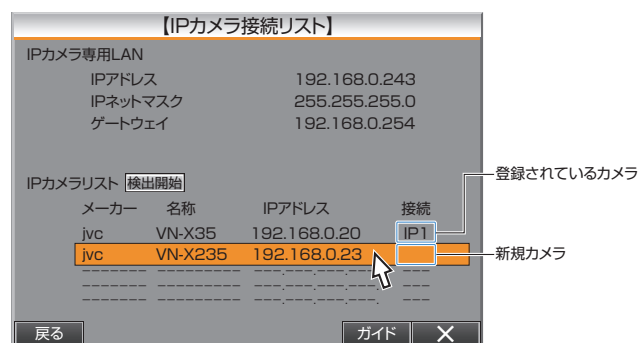 【IPカメラ接続リスト】
IPカメラ専用LAN
IPアドレス 192.168.0.243
IPネットマスク 255.255.255.0
ゲートウェイ 192.168.0.254
IPカメラリスト 検出開始
メーカー 名称 IPアドレス 接続
jvc VN-X35 192.168.0.20 IP1
jvc VN-X235 192.168.0.23
------- --------- ---.---.---.--- ---
------- --------- ---.---.---.---. ---
戻る ガイド X
登録されているカメラ
新規カメラ